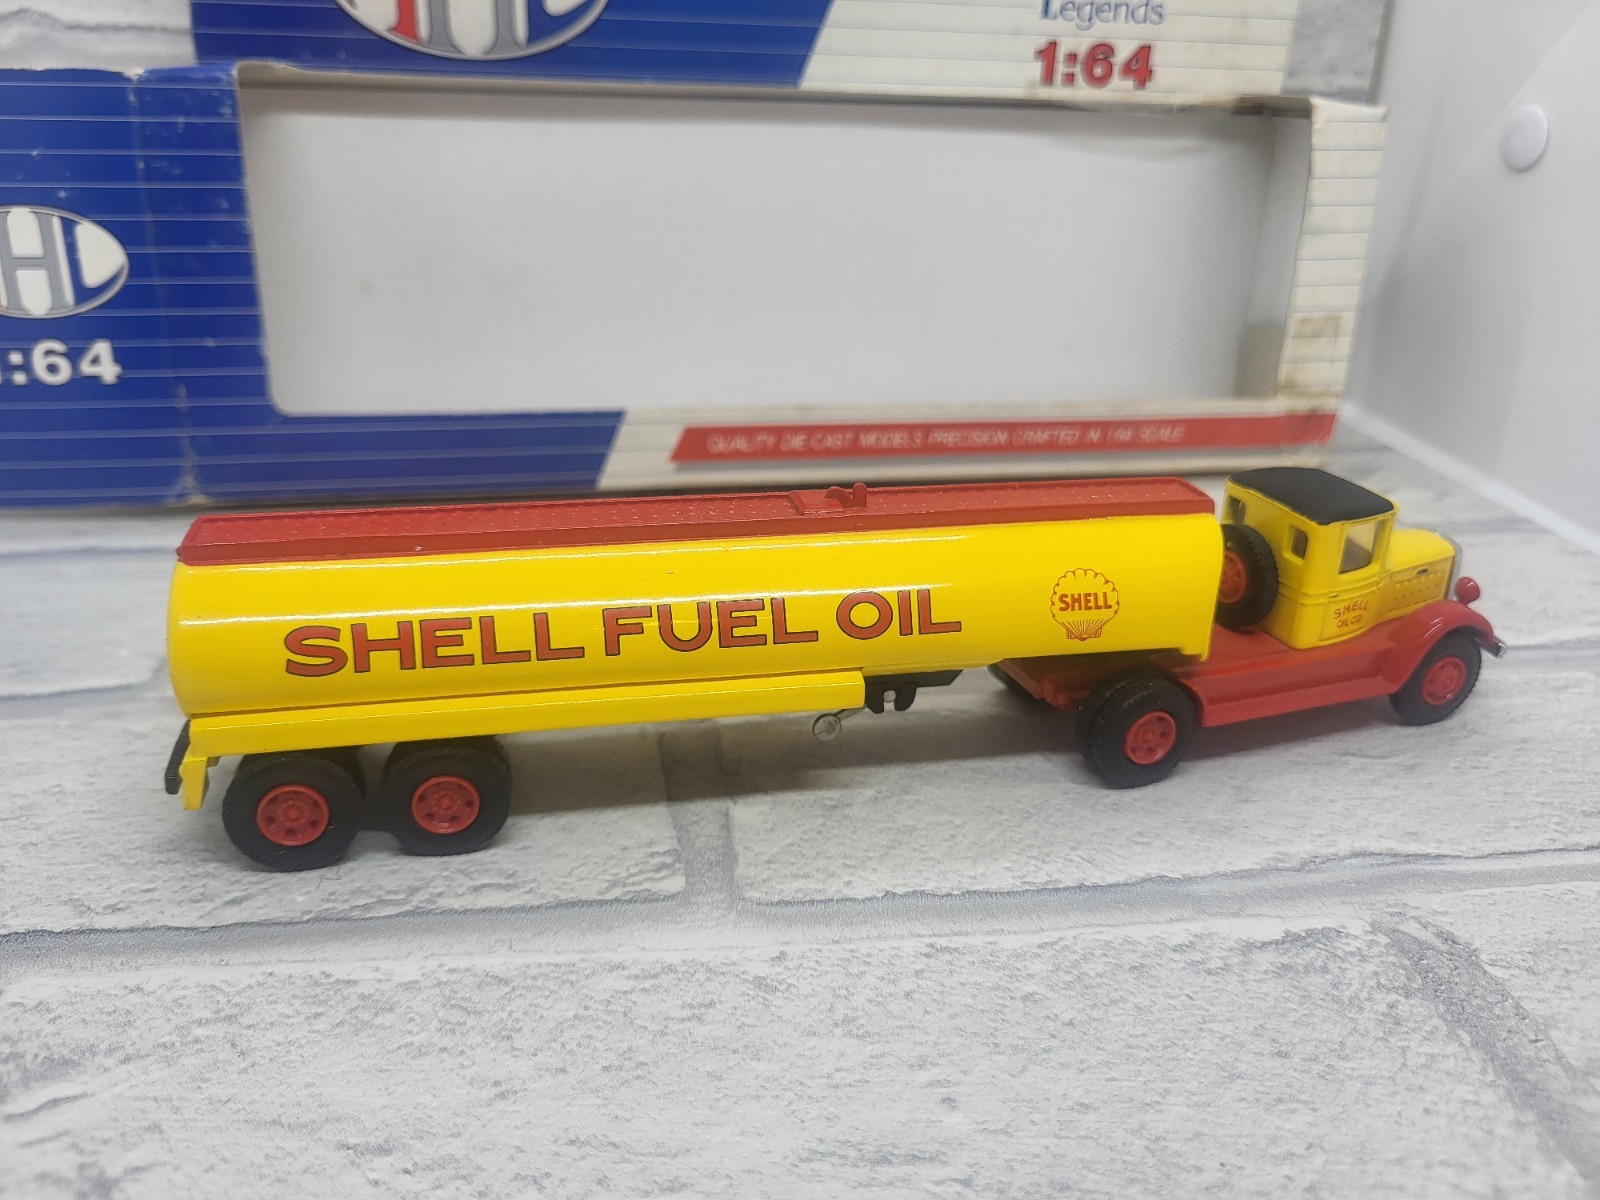 Legends
1:64
:64
QUALITY DIE-CAST MODELS PRECISION CRAFTED IN 1:64 SCALE
SHELL FUEL OIL
SHELL
SHELL
OIL CO.